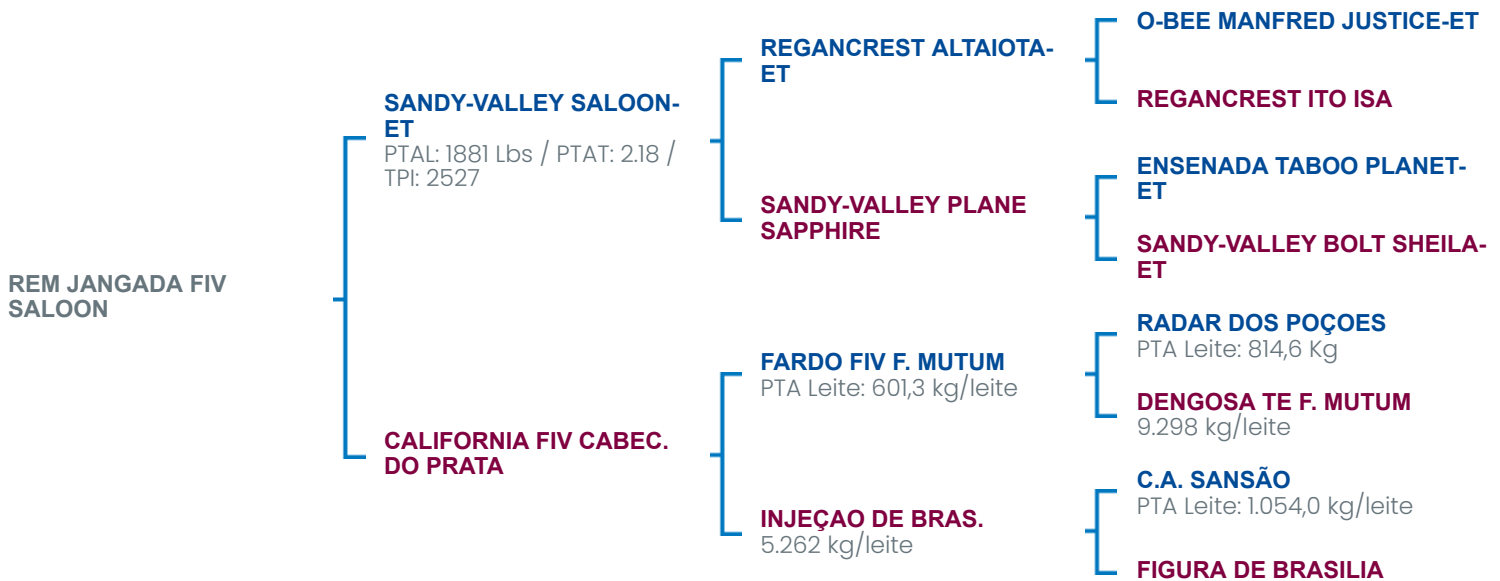 REM JANGADA FIV
SALOON
SANDY-VALLEY SALOON-
ET
PTAL: 1881 Lbs / PTAT: 2.18 /
TPI: 2527
CALIFORNIA FIV CABEC.
DO PRATA
REGANCREST ALTAIOTA-
ET
SANDY-VALLEY PLANE
SAPPHIRE
FARDO FIV F. MUTUM
PTA Leite: 601,3 kg/leite
INJEÇAO DE BRAS.
5.262 kg/leite
O-BEE MANFRED JUSTICE-ET
REGANCREST ITO ISA
ENSENADA TABOO PLANET-
ET
SANDY-VALLEY BOLT SHEILA-
ET
RADAR DOS POÇOES
PTA Leite: 814,6 Kg
DENGOSA TE F. MUTUM
9.298 kg/leite
C.A. SANSÃO
PTA Leite: 1.054,0 kg/leite
FIGURA DE BRASILIA